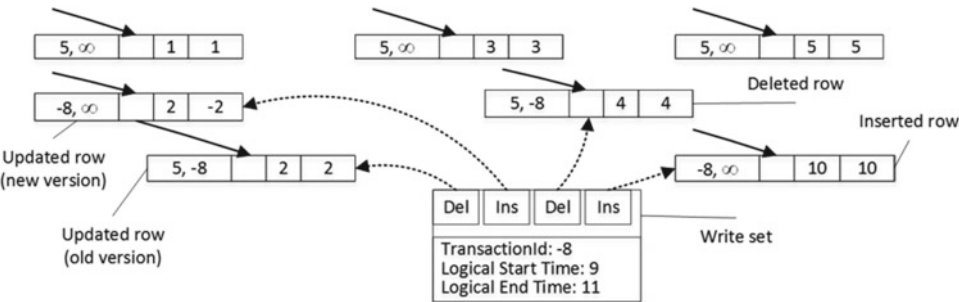 5, ∞ 1 1
5, ∞ 3 3
5, ∞ 5 5
Deleted row
-8, ∞ 2 -2
5, -8 4 4
Inserted row
Updated row
(new version)
5, -8 2 2
-8, ∞ 10 10
Del Ins Del Ins
Updated row
(old version)
Write set
TransactionId: -8
Logical Start Time: 9
Logical End Time: 11